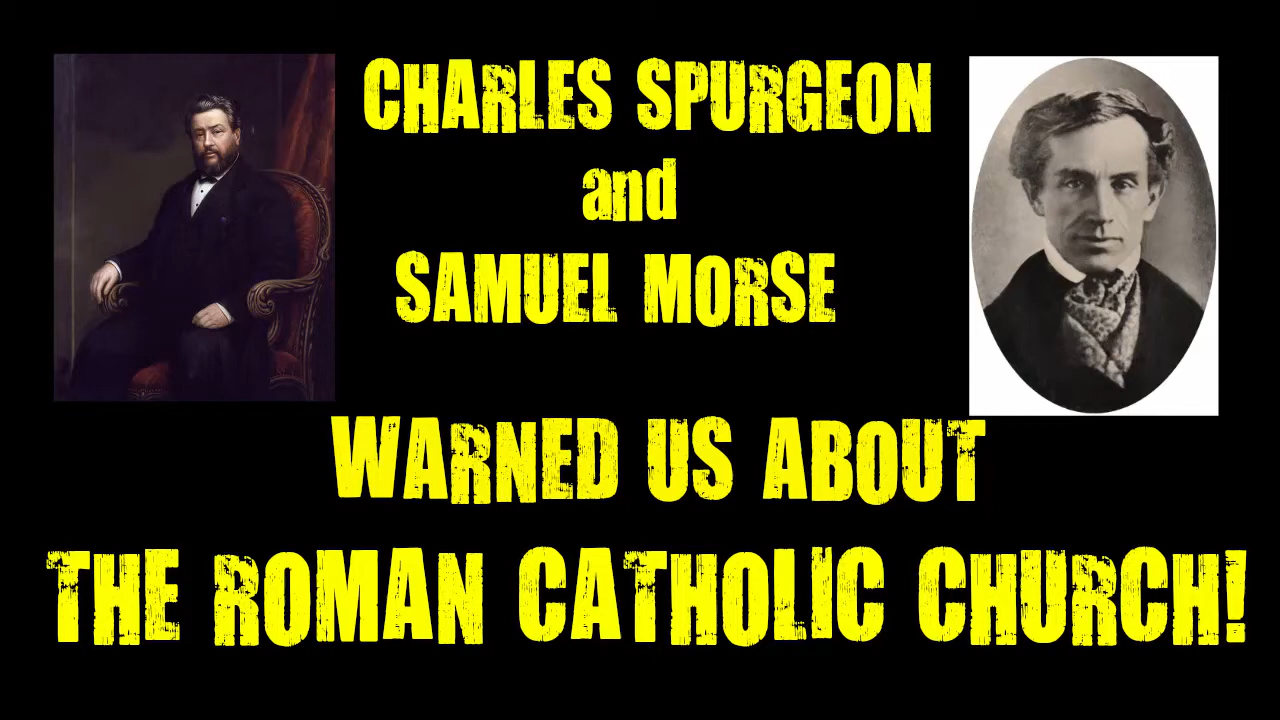 CHARLES SPURGEON
and
SAMUEL MORSE
WARNED US ABOUT
THE ROMAN CATHOLIC CHURCH!